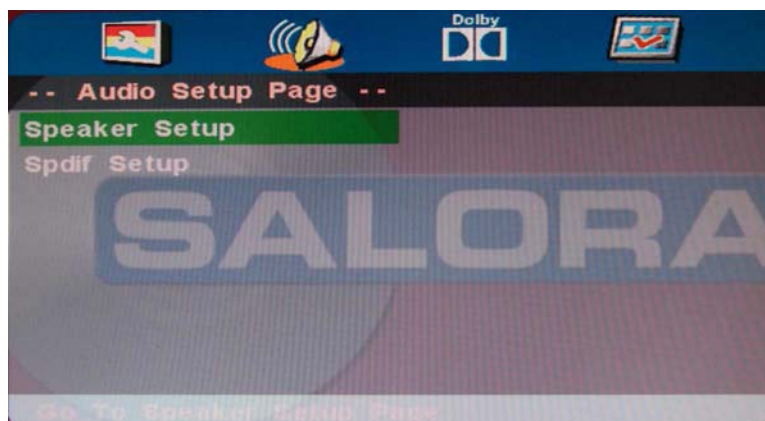 Dolby
-- Audio Setup Page --
Speaker Setup
Spdif Setup
SALORA
Go To Speaker Setup Page